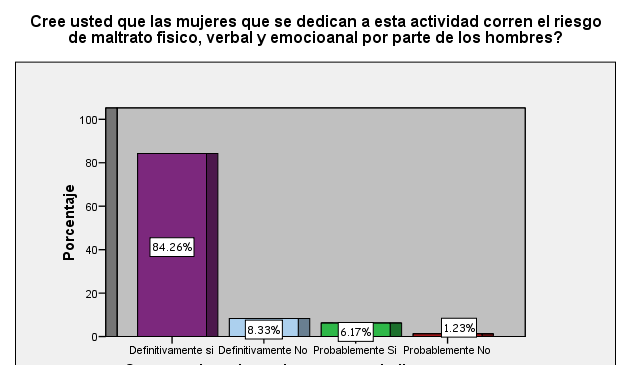 Cree usted que las mujeres que se dedican a esta actividad corren el riesgo
de maltrato fisico, verbal y emocioanal por parte de los hombres?
100
80
60
40
20
0
Porcentaje
84.26%
8.33%
6.17%
1.23%
Definitivamente si Definitivamente No Probablemente Si Probablemente No